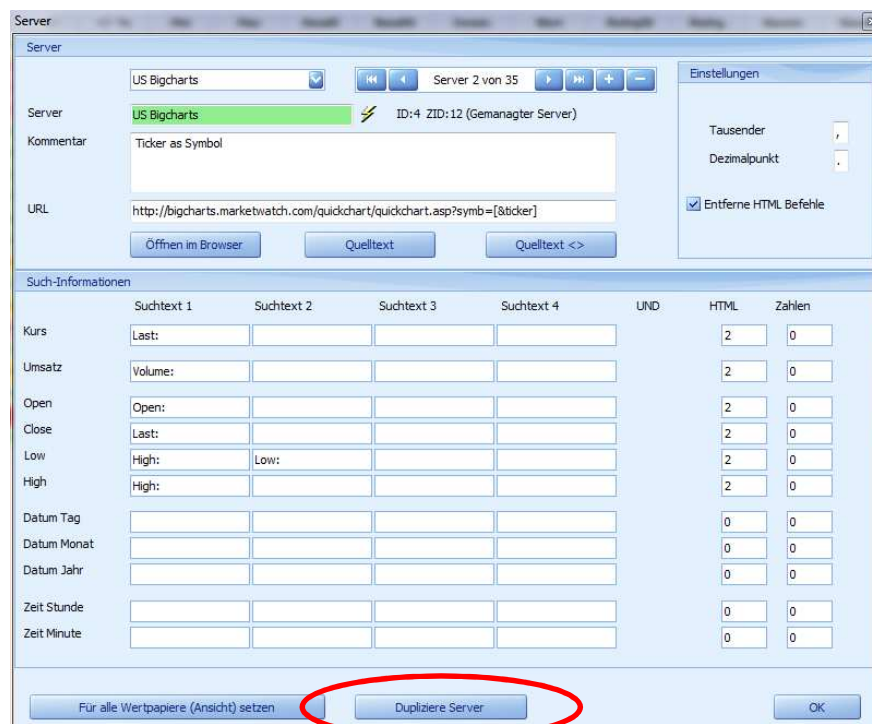 Server
Server
US Bigcharts Server 2 von 35
Einstellungen
Server US Bigcharts ID:4 ZID:12 (Gemanagter Server)
Kommentar Ticker as Symbol
Tausender ,
Dezimalpunkt .
URL http://bigcharts.marketwatch.com/quickchart/quickchart.asp?symb=[&ticker]
Entferne HTML Befehle
Öffnen im Browser Quelltext Quelltext <>
Such-Informationen
Suchtext 1 Suchtext 2 Suchtext 3 Suchtext 4 UND HTML Zahlen
Kurs Last: 2 0
Umsatz Volume: 2 0
Open Open: 2 0
Close Last: 2 0
Low High: Low: 2 0
High High: 2 0
Datum Tag 0 0
Datum Monat 0 0
Datum Jahr 0 0
Zeit Stunde 0 0
Zeit Minute 0 0
Für alle Wertpapiere (Ansicht) setzen Dupliziere Server OK